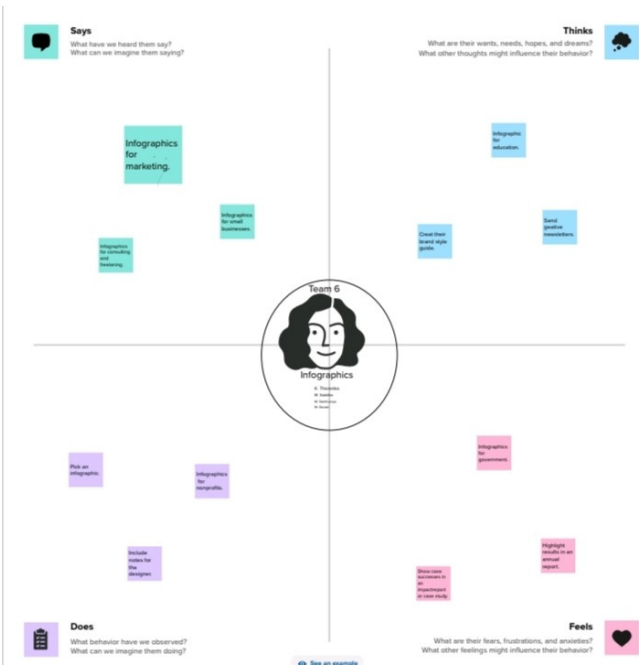 Says
What have we heard them say?
What can we imagine them saying?
Thinks
What are their wants, needs, hopes, and dreams?
What other thoughts might influence their behavior?
Infographics
for
marketing.
Infographics
for small
businesses.
Infographics
for consulting
and
freelancing.
Infographic
for
education.
Creat their
brand style
guide.
Send
positive
newsletters.
Team 6
Infographics
Pick an
infographic.
Infographics
for
nonprofile.
Include
notes for
the
designer.
Infographics
for
government.
Highlight
results in an
annual
report.
Show case
successes in
an
impactreport
or case study.
Does
What behavior have we observed?
What can we imagine them doing?
Feels
What are their fears, frustrations, and anxieties?
What other feelings might influence their behavior?
See an example